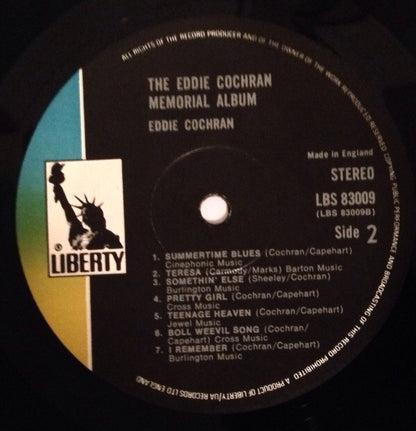 ALL RIGHTS OF THE RECORD PRODUCER AND OF THE OWNER OF THE WORK REPRODUCED RESERVED. COPYING, PUBLIC PERFORMANCE AND BROADCASTING OF THIS RECORD PROHIBITED. A PRODUCT OF LIBERTY/UA RECORDS LTD ENGLAND
THE EDDIE COCHRAN
MEMORIAL ALBUM
EDDIE COCHRAN
Made in England
STEREO
LBS 83009
(LBS 83009B)
Side 2
®
LIBERTY
1. SUMMERTIME BLUES (Cochran/Capehart)
Cinephonic Music
2. TERESA (Carmody/Marks) Barton Music
3. SOMETHIN' ELSE (Sheeley/Cochran)
Burlington Music
4. PRETTY GIRL (Cochran/Capehart)
Cross Music
5. TEENAGE HEAVEN (Cochran/Capehart)
Jewel Music
6. BOLL WEEVIL SONG (Cochran/
Capehart) Cross Music
7. I REMEMBER (Cochran/Capehart)
Burlington Music